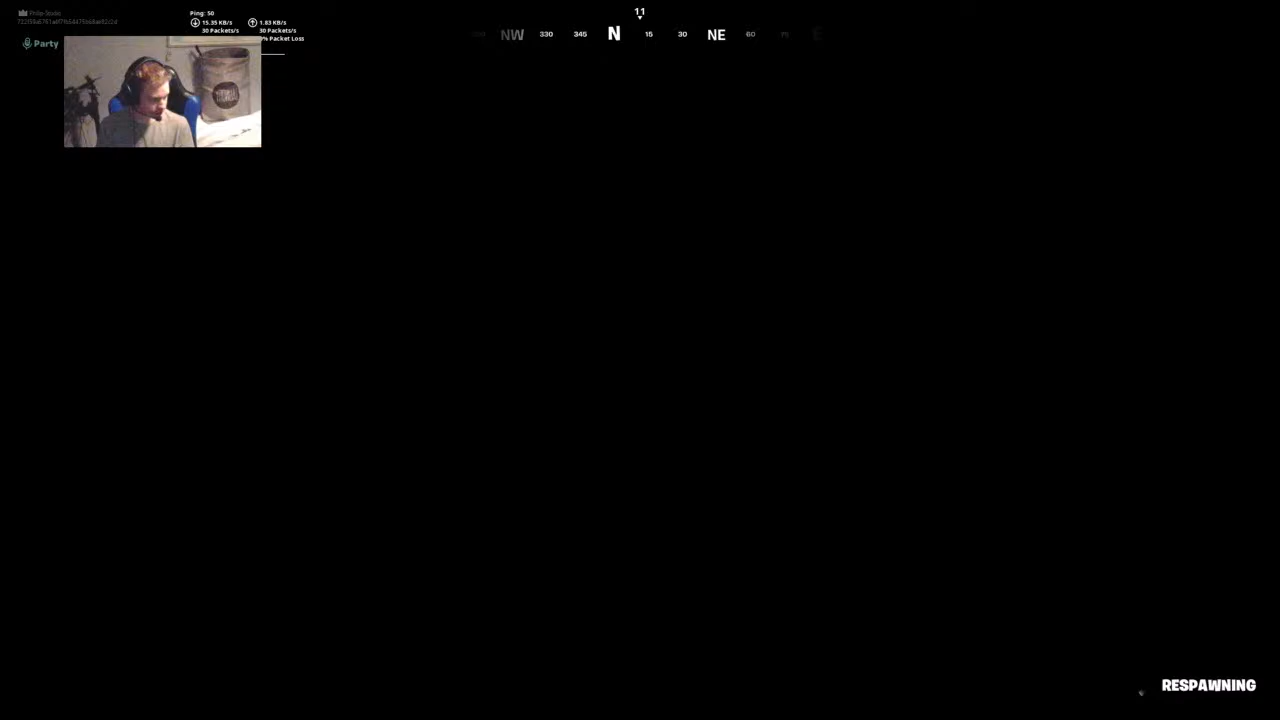 11
Ping: 50
15.35 KB/s
1.83 KB/s
30 Packets/s
30 Packets/s
% Packet Loss
NW
330
345
N
15
30
NE
60
75
E
Party
RESPAWNING